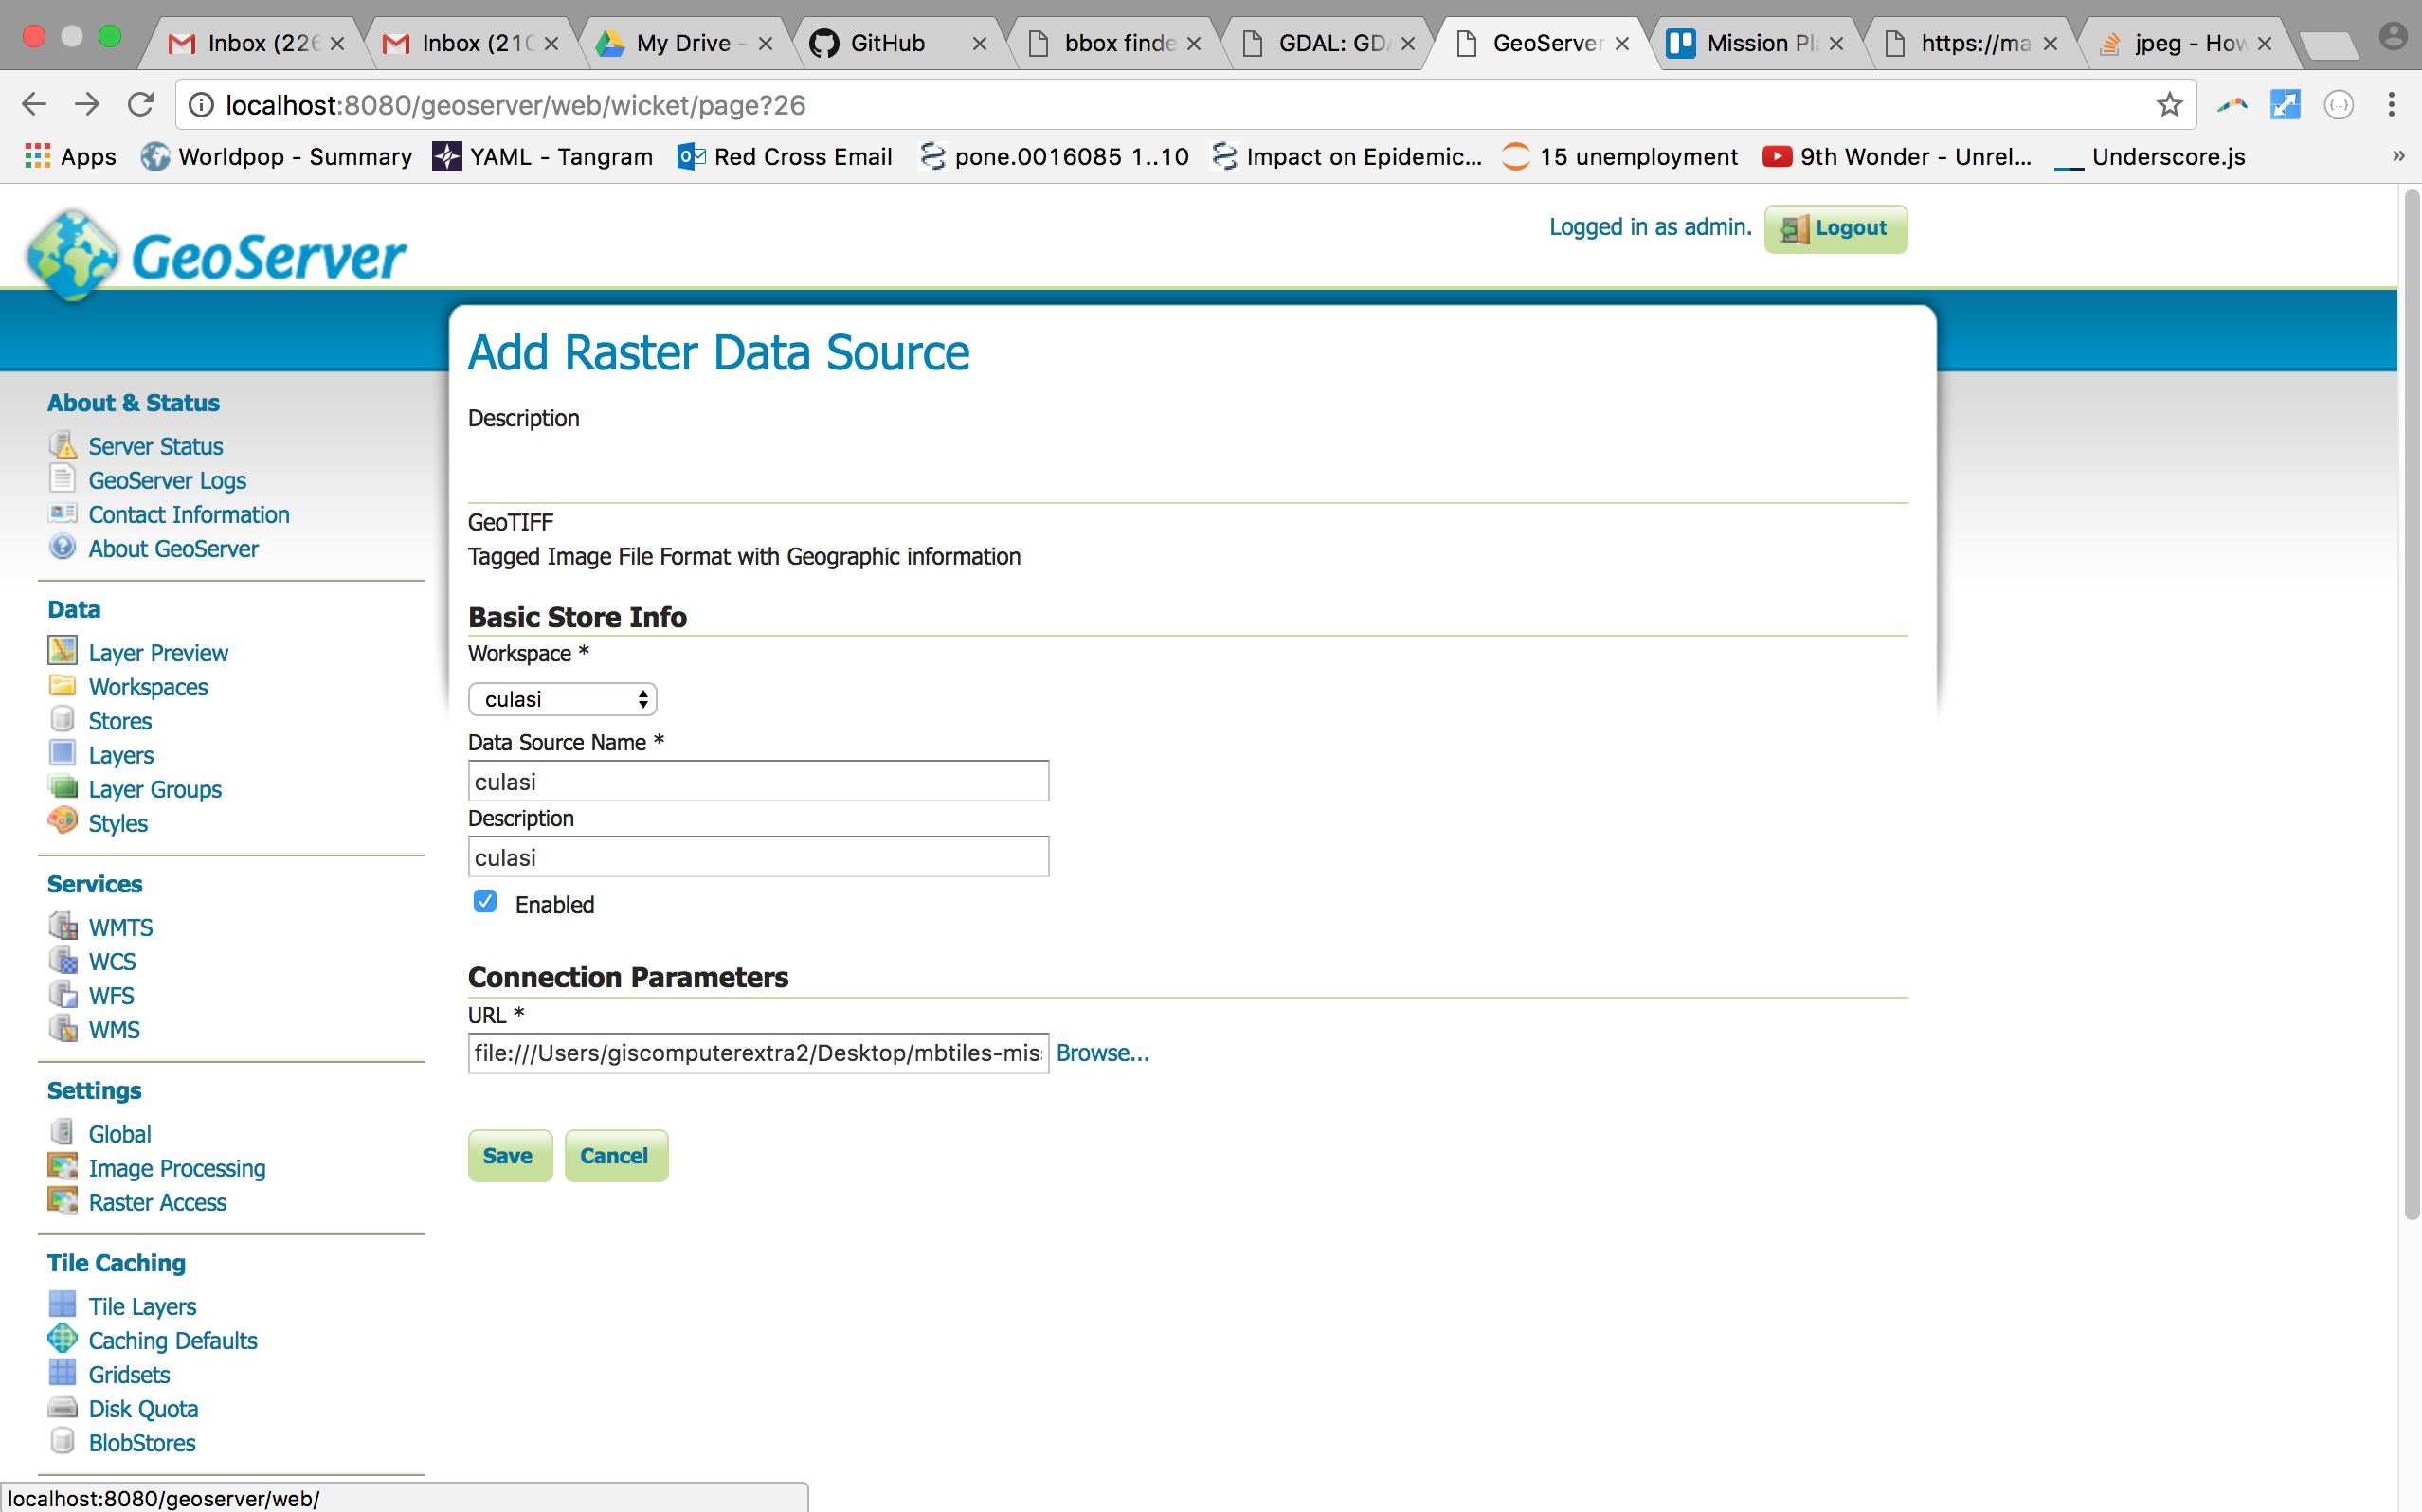 Inbox (226
Inbox (210
My Drive -
GitHub
bbox finde
GDAL: GDA
GeoServer
Mission Pl
https://ma
jpeg - How
localhost:8080/geoserver/web/wicket/page?26
Apps
Worldpop - Summary
YAML - Tangram
Red Cross Email
pone.0016085 1..10
Impact on Epidemic...
15 unemployment
9th Wonder - Unrel...
Underscore.js
»
GeoServer
Logged in as admin.
Logout
Add Raster Data Source
Description
GeoTIFF
Tagged Image File Format with Geographic information
Basic Store Info
Workspace *
culasi
Data Source Name *
culasi
Description
culasi
Enabled
Connection Parameters
URL *
file:///Users/giscomputerextra2/Desktop/mbtiles-mis
Browse...
Save
Cancel
About & Status
Server Status
GeoServer Logs
Contact Information
About GeoServer
Data
Layer Preview
Workspaces
Stores
Layers
Layer Groups
Styles
Services
WMTS
WCS
WFS
WMS
Settings
Global
Image Processing
Raster Access
Tile Caching
Tile Layers
Caching Defaults
Gridsets
Disk Quota
BlobStores
localhost:8080/geoserver/web/